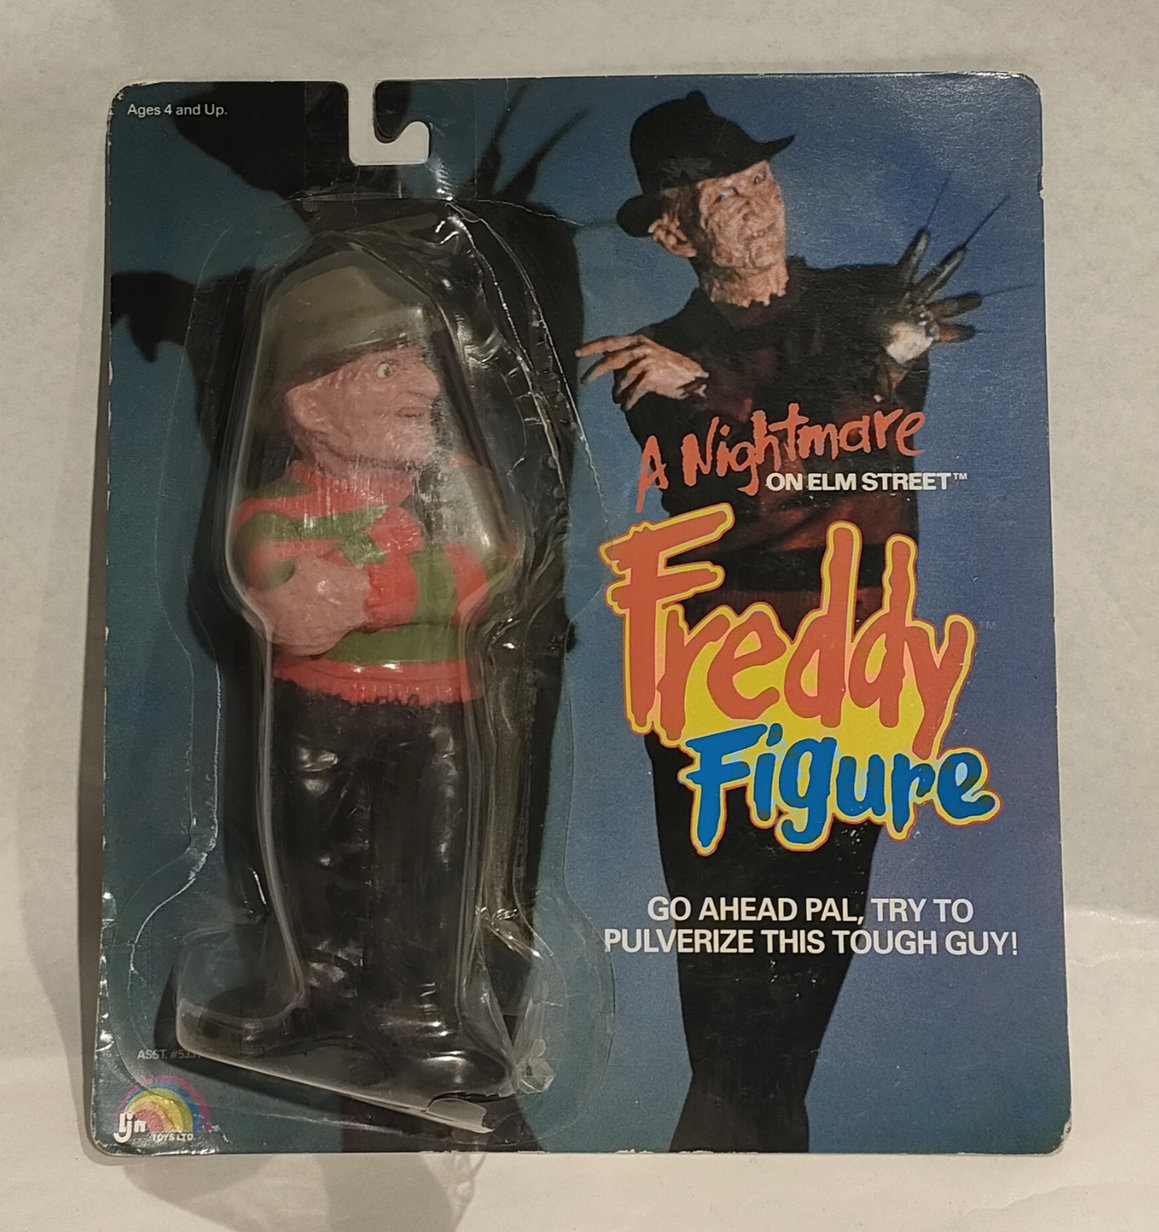 Ages 4 and Up.
A Nightmare
ON ELM STREET™
Freddy™
Figure
GO AHEAD PAL, TRY TO
PULVERIZE THIS TOUGH GUY!
ASST.
ljn
TOYS LTD.®